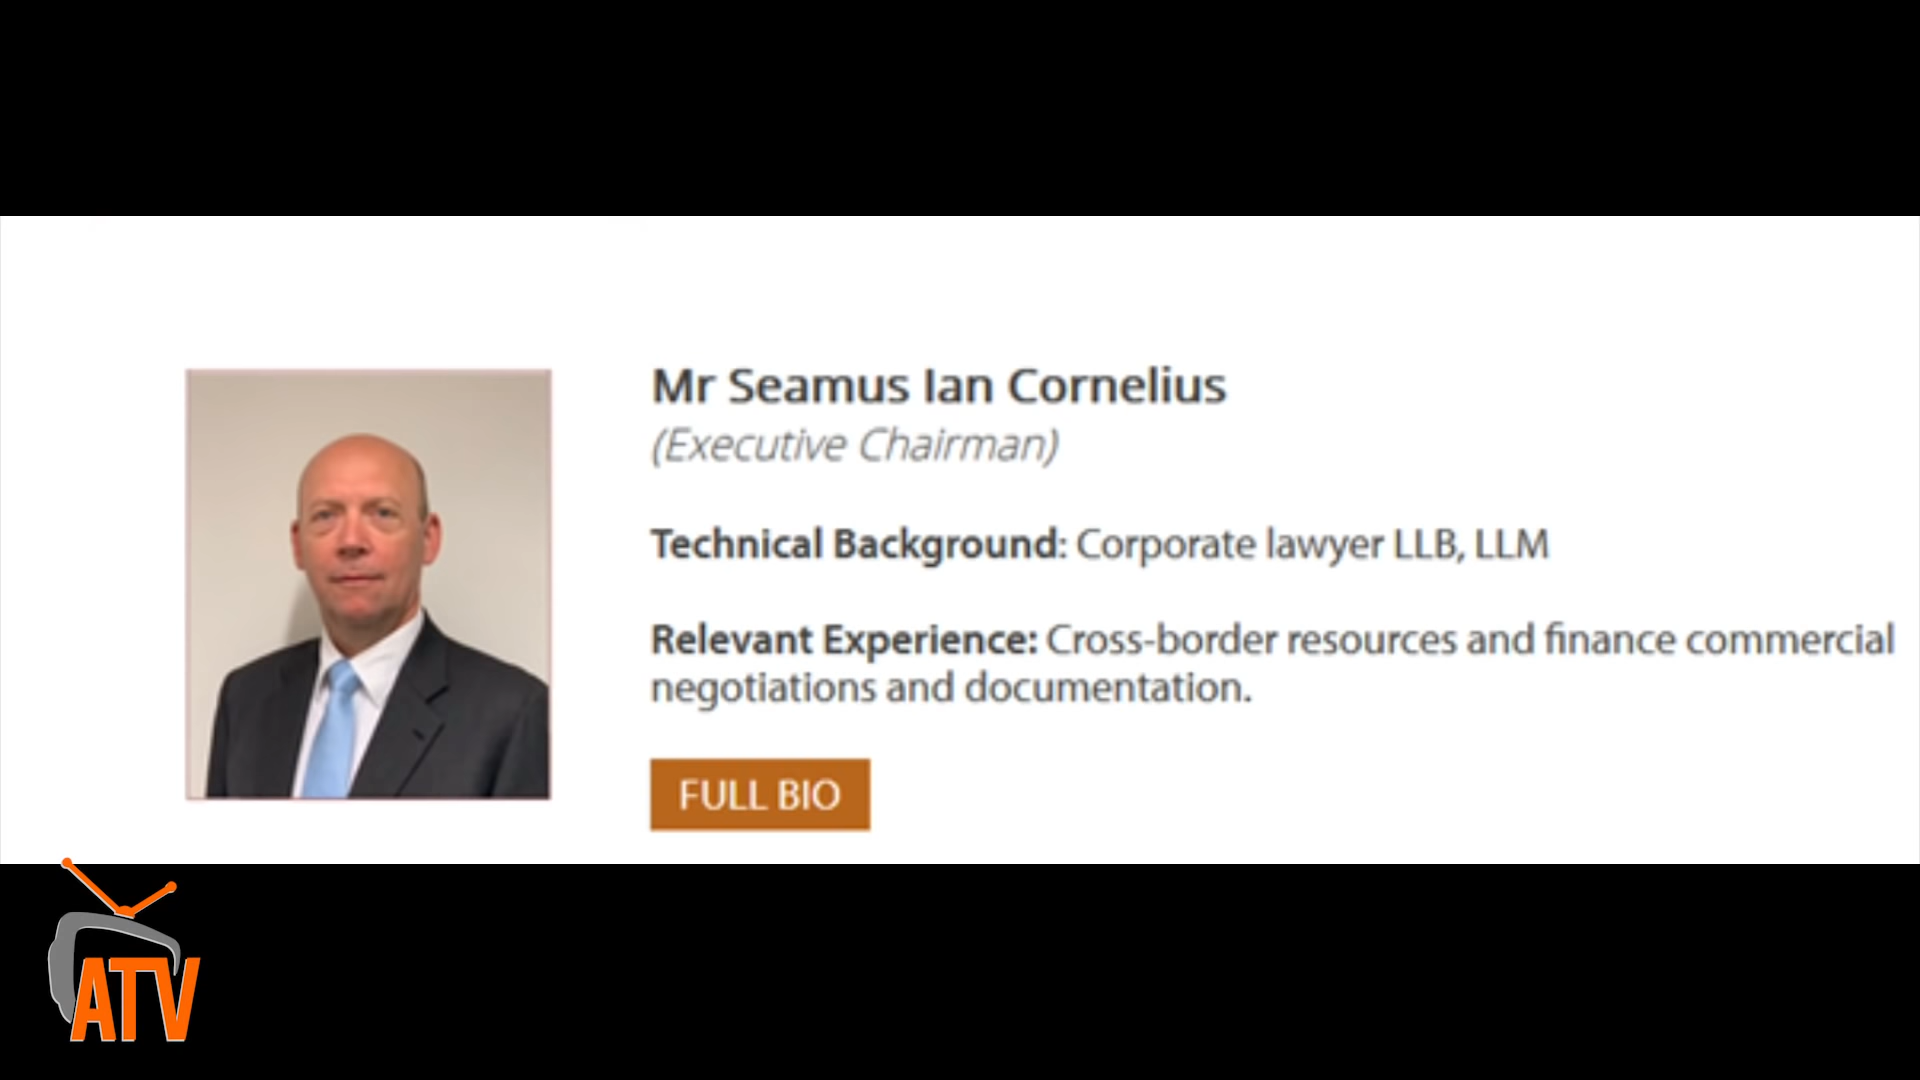 Mr Seamus Ian Cornelius
(Executive Chairman)
Technical Background: Corporate lawyer LLB, LLM
Relevant Experience: Cross-border resources and finance commercial
negotiations and documentation.
FULL BIO
ATV